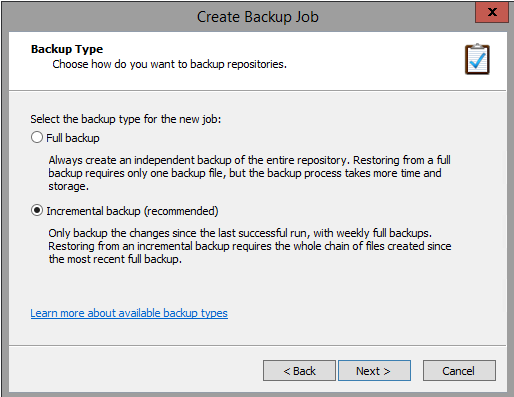 Create Backup Job
x
Backup Type
Choose how do you want to backup repositories.
Select the backup type for the new job:
Full backup
Always create an independent backup of the entire repository. Restoring from a full
backup requires only one backup file, but the backup process takes more time and
storage.
Incremental backup (recommended)
Only backup the changes since the last successful run, with weekly full backups.
Restoring from an incremental backup requires the whole chain of files created since
the most recent full backup.
Learn more about available backup types
< Back
Next >
Cancel